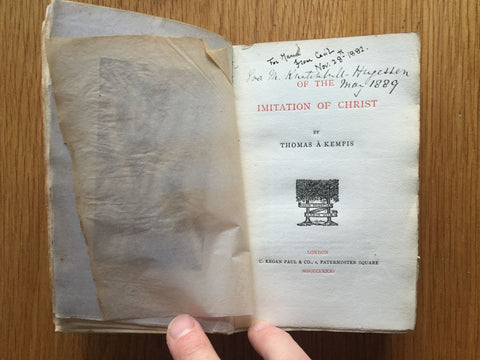 For Maud
from Cecil
Nov. 28th 1882.
Eva M. Knatchbull-Hugessen
May 1889
OF THE
IMITATION OF CHRIST
BY
THOMAS À KEMPIS
LONDON
C. KEGAN PAUL & CO., 1, PATERNOSTER SQUARE
MDCCCLXXXI